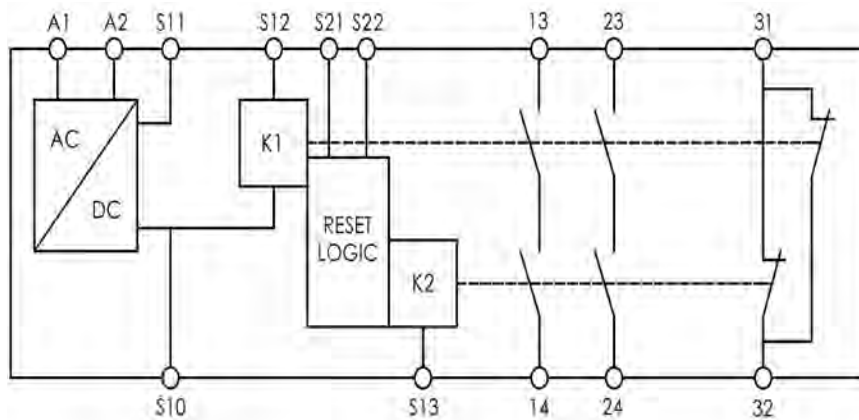 A1 A2 S11 S12 S21 S22 13 23 31
AC
DC
K1
RESET
LOGIC
K2
S10 S13 14 24 32